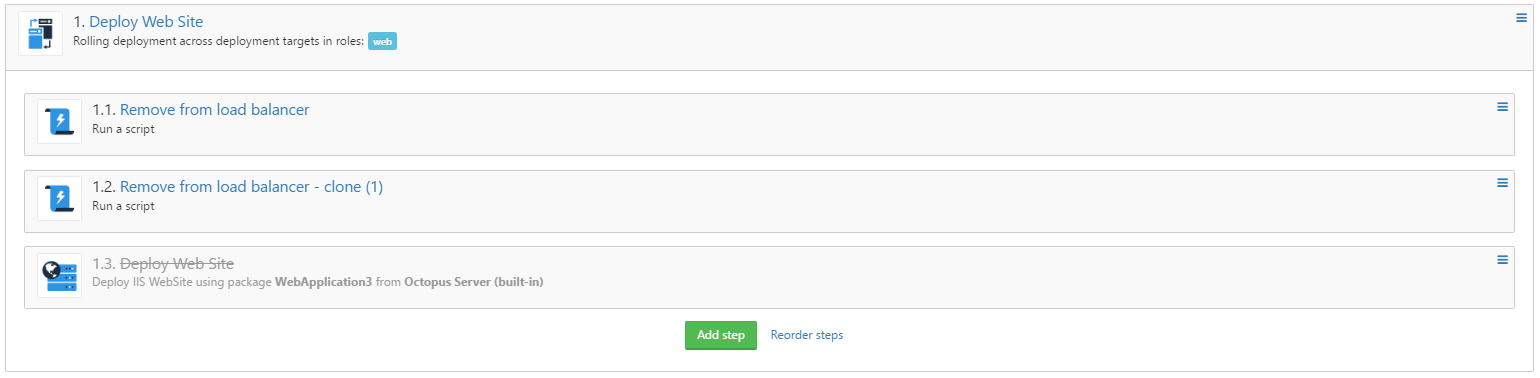 1. Deploy Web Site
Rolling deployment across deployment targets in roles: web
1.1. Remove from load balancer
Run a script
1.2. Remove from load balancer - clone (1)
Run a script
1.3. Deploy Web Site
Deploy IIS WebSite using package WebApplication3 from Octopus Server (built-in)
Add step Reorder steps